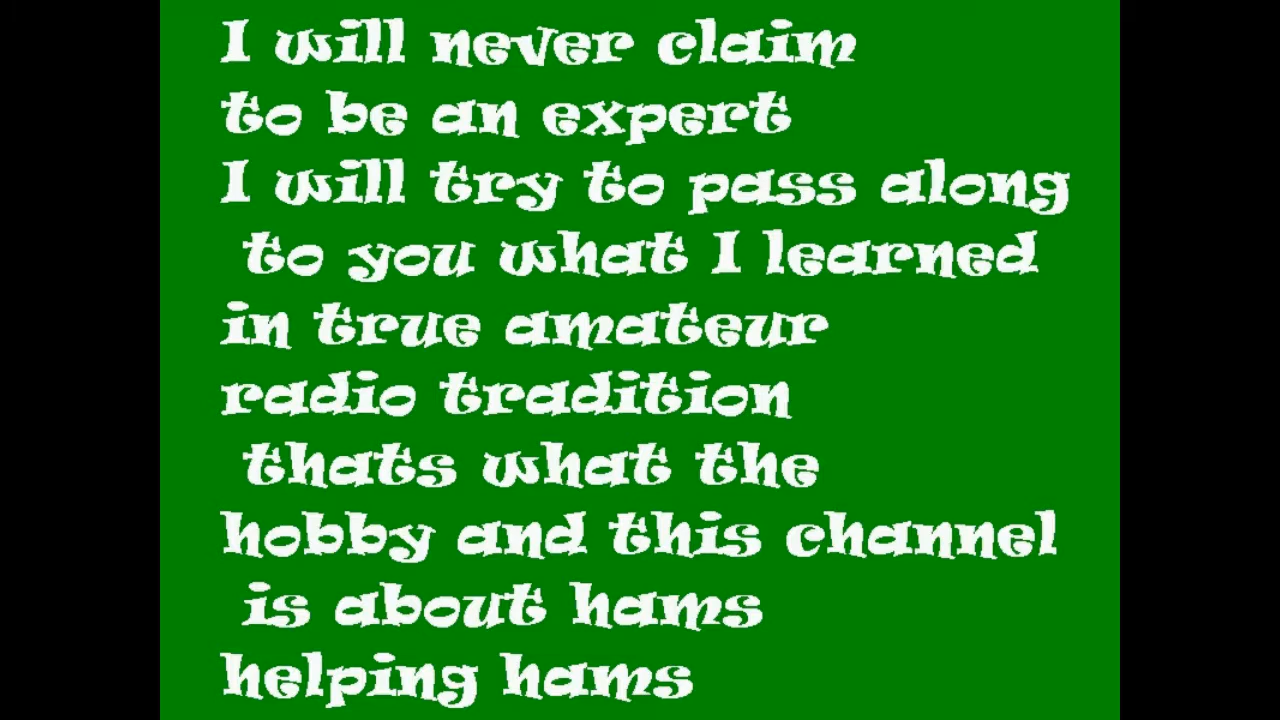 I will never claim
to be an expert
I will try to pass along
to you what I learned
in true amateur
radio tradition
thats what the
hobby and this channel
is about hams
helping hams